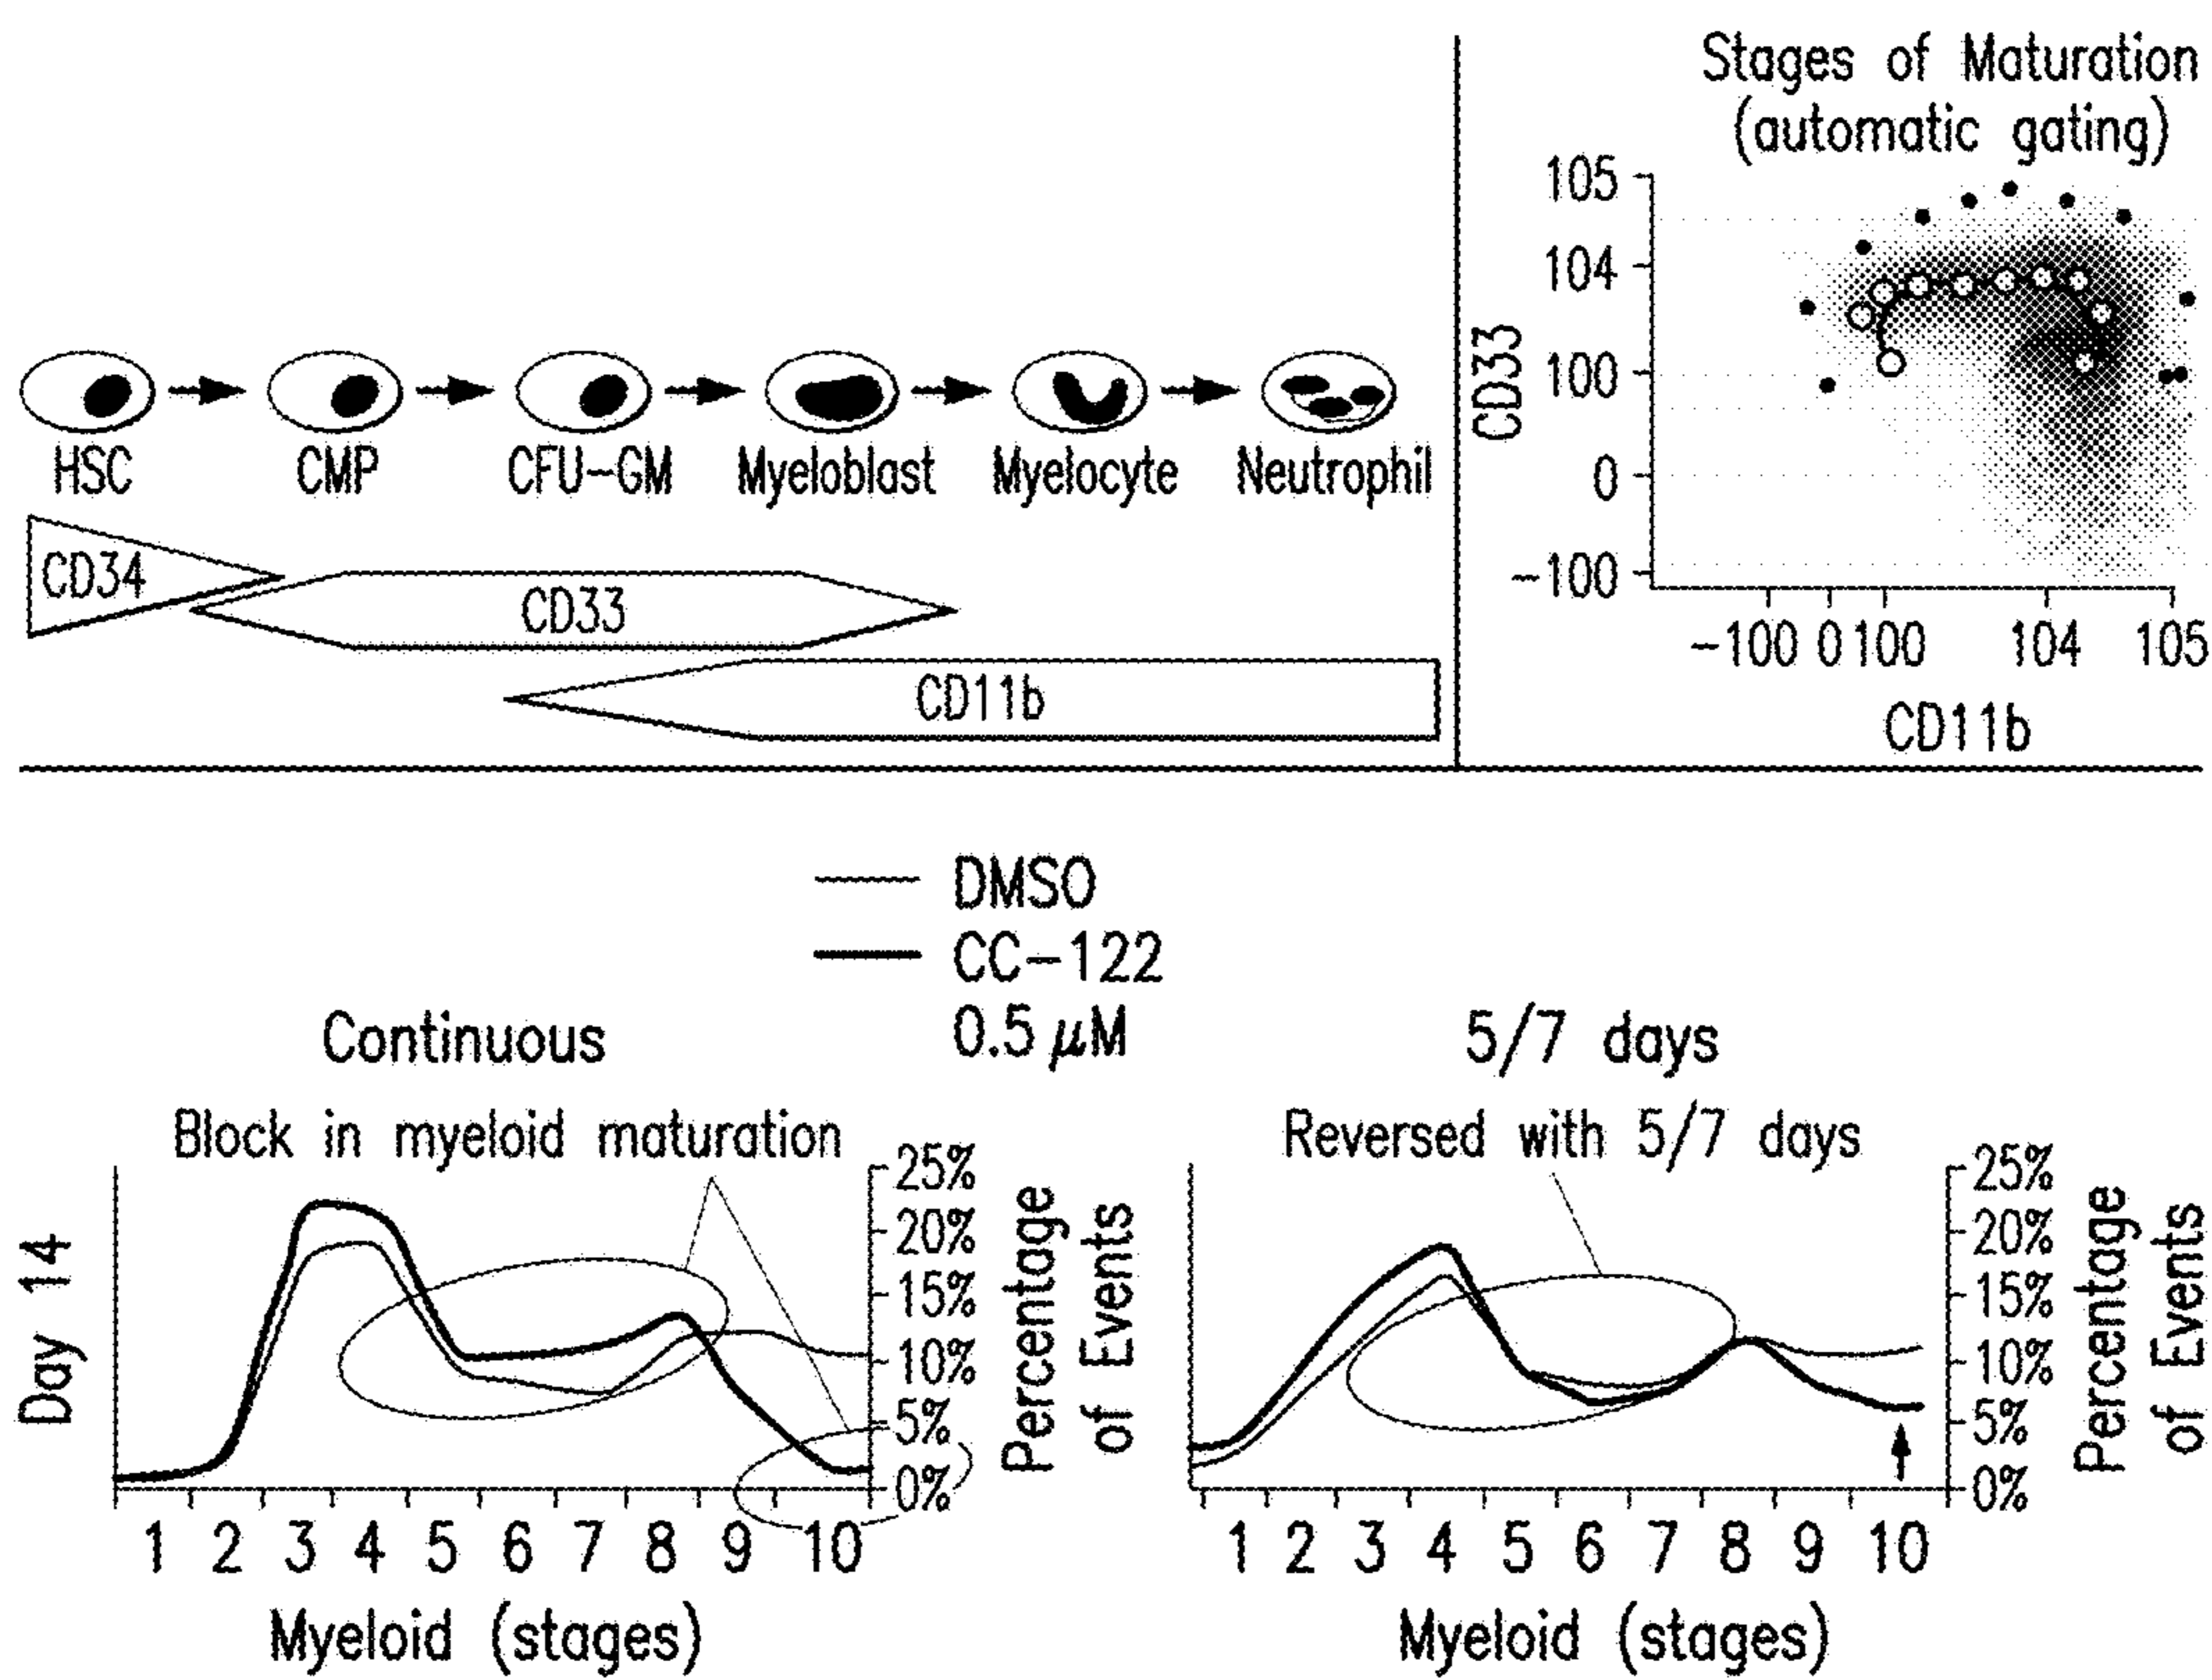 HSC
CMP
CFU-GM
Myeloblast
Myelocyte
Neutrophil
CD34
CD33
CD11b
Stages of Maturation
(automatic gating)
CD33
105
104
100
0
-100
-100 0 100 104 105
CD11b
DMSO
CC-122
0.5 μM
Continuous
Block in myeloid maturation
Day 14
25%
20%
15%
10%
5%
0%
Percentage
of Events
1 2 3 4 5 6 7 8 9 10
Myeloid (stages)
5/7 days
Reversed with 5/7 days
25%
20%
15%
10%
5%
0%
Percentage
of Events
1 2 3 4 5 6 7 8 9 10
Myeloid (stages)